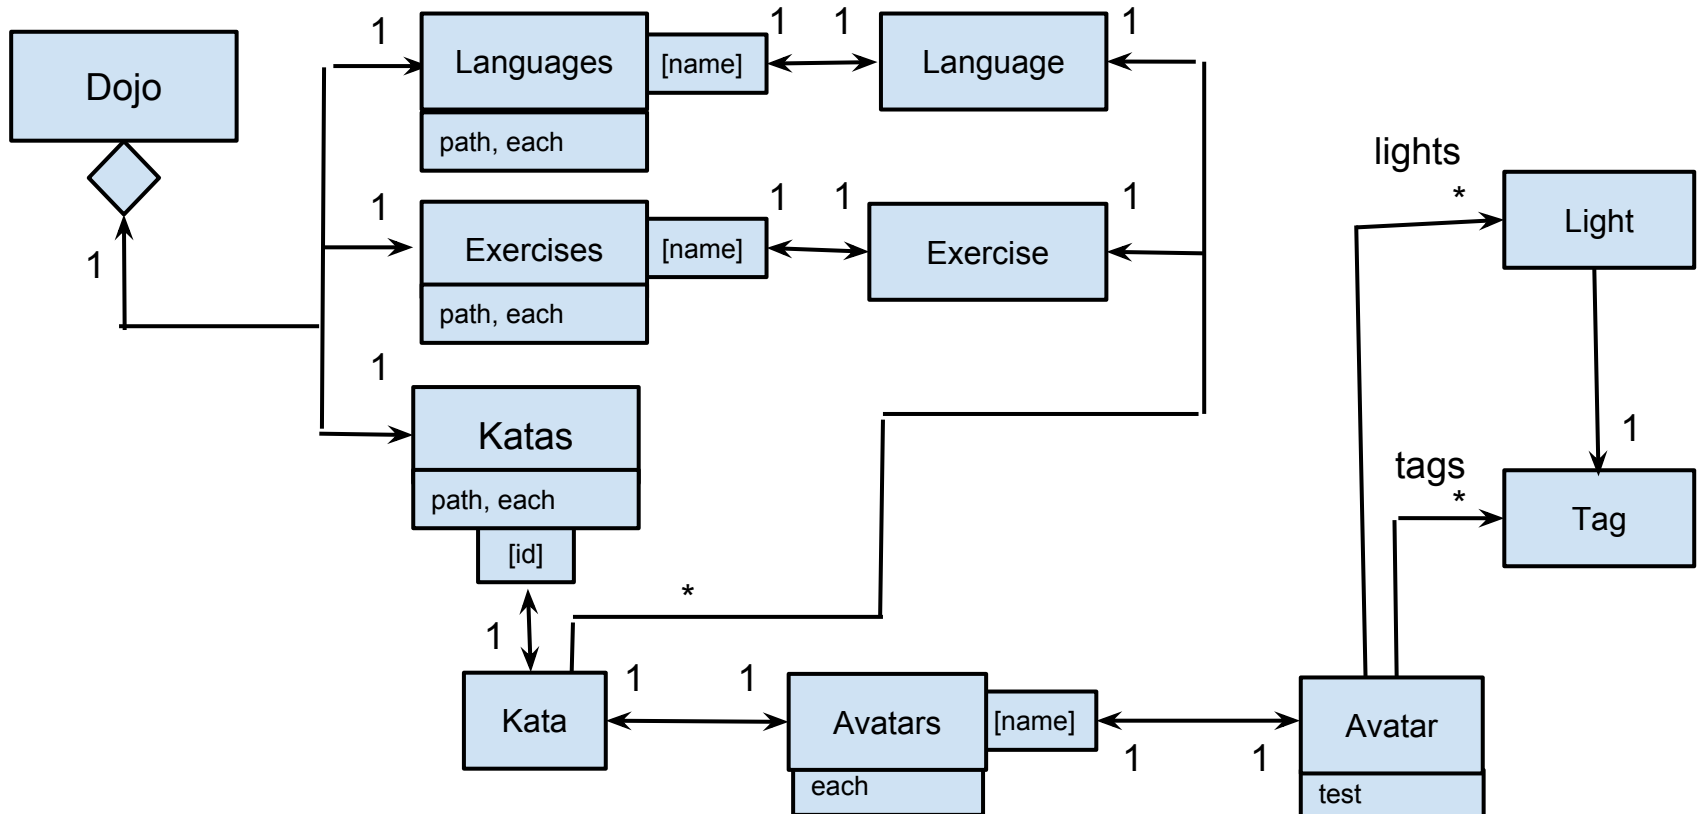 Dojo
1
1
Languages
[name]
path, each
1
1
Language
1
1
Exercises
[name]
path, each
1
1
Exercise
1
1
Katas
path, each
[id]
1
*
Kata
1
1
Avatars
[name]
each
1
1
Avatar
test
lights
*
Light
1
tags
*
Tag